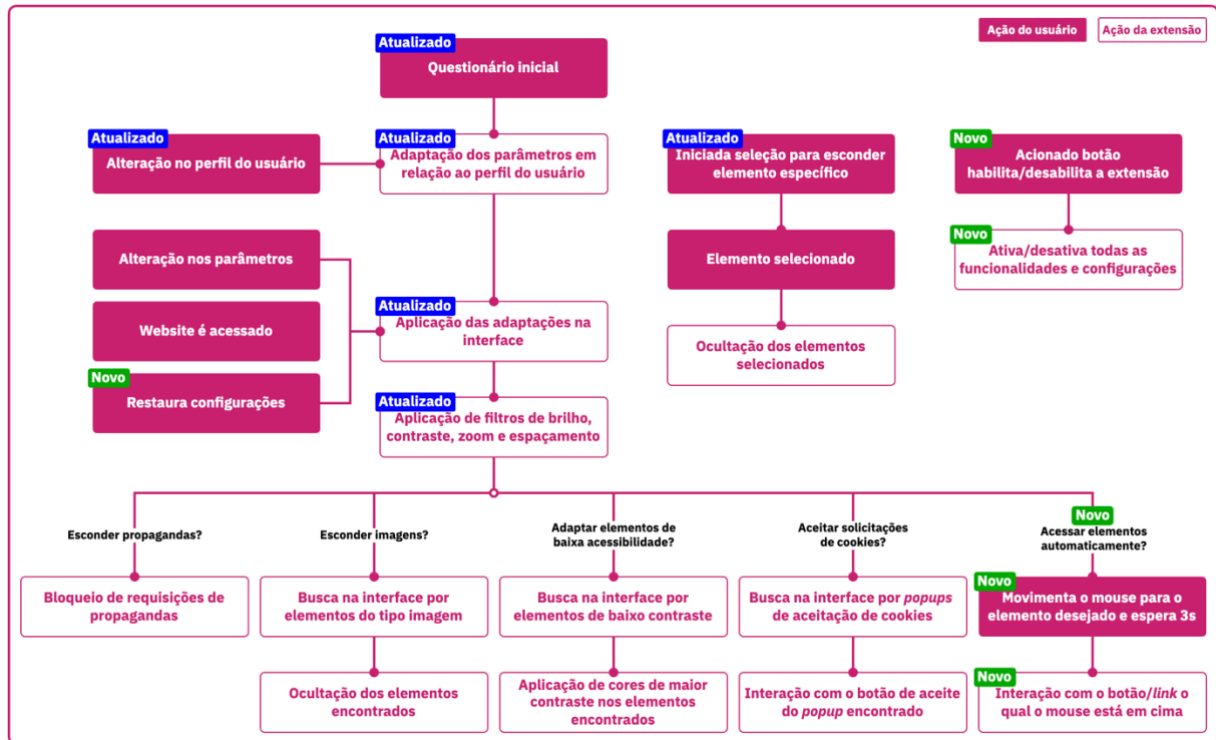 Ação do usuário
Ação da extensão
Atualizado
Questionário inicial
Atualizado
Alteração no perfil do usuário
Atualizado
Adaptação dos parâmetros em
relação ao perfil do usuário
Atualizado
Iniciada seleção para esconder
elemento específico
Novo
Acionado botão
habilita/desabilita a extensão
Alteração nos parâmetros
Elemento selecionado
Novo
Ativa/desativa todas as
funcionalidades e configurações
Website é acessado
Atualizado
Aplicação das adaptações na
interface
Ocultação dos elementos
selecionados
Novo
Restaura configurações
Atualizado
Aplicação de filtros de brilho,
contraste, zoom e espaçamento
Esconder propagandas?
Esconder imagens?
Adaptar elementos de
baixa acessibilidade?
Aceitar solicitações
de cookies?
Novo
Acessar elementos
automaticamente?
Bloqueio de requisições de
propagandas
Busca na interface por
elementos do tipo imagem
Busca na interface por
elementos de baixo contraste
Busca na interface por popups
de aceitação de cookies
Novo
Movimenta o mouse para o
elemento desejado e espera 3s
Ocultação dos elementos
encontrados
Aplicação de cores de maior
contraste nos elementos
encontrados
Interação com o botão de aceite
do popup encontrado
Novo
Interação com o botão/link o
qual o mouse está em cima